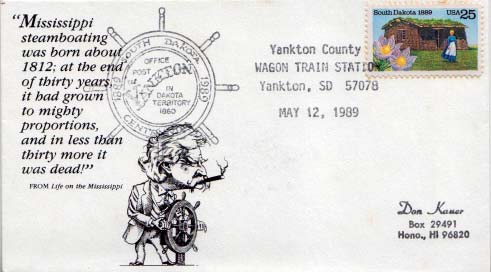 "Mississippi
steamboating
was born about
1812; at the end
of thirty years,
it had grown
to mighty
proportions,
and in less than
thirty more it
was dead!"
FROM Life on the Mississippi
SOUTH DAKOTA
1889 1989
CENTENNIAL
POST OFFICE
YANKTON
IN
DAKOTA
TERRITORY
1860
Yankton County
WAGON TRAIN STATION
Yankton, SD 57078
MAY 12, 1989
South Dakota 1889
USA 25
Don Kauer
Box 29491
Hono., HI 96820